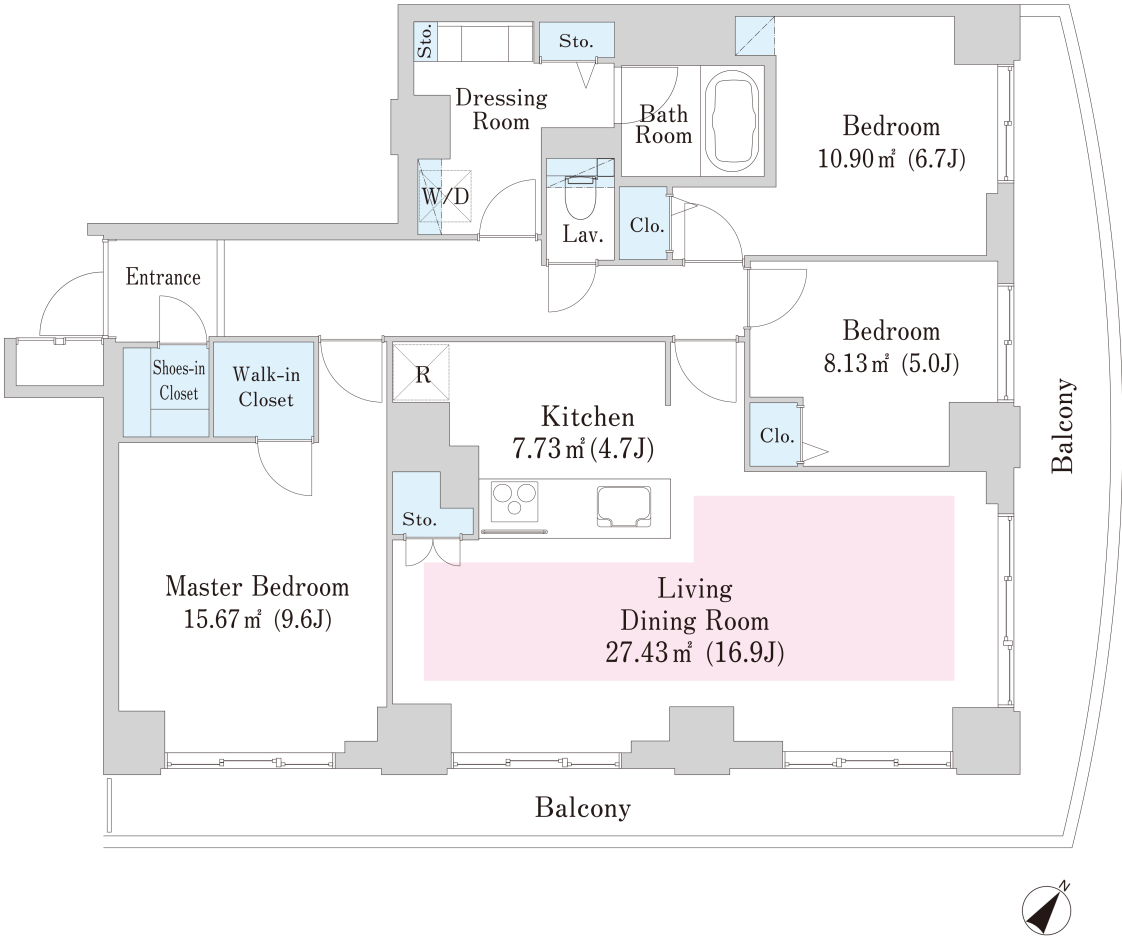 Sto.
Sto.
Dressing
Room
Bath
Room
Bedroom
10.90㎡ (6.7J)
W/D
Lav.
Clo.
Balcony
Entrance
Shoes-in
Closet
Walk-in
Closet
R
Kitchen
7.73㎡(4.7J)
Bedroom
8.13㎡ (5.0J)
Clo.
Sto.
Master Bedroom
15.67㎡ (9.6J)
Living
Dining Room
27.43㎡ (16.9J)
Balcony
N